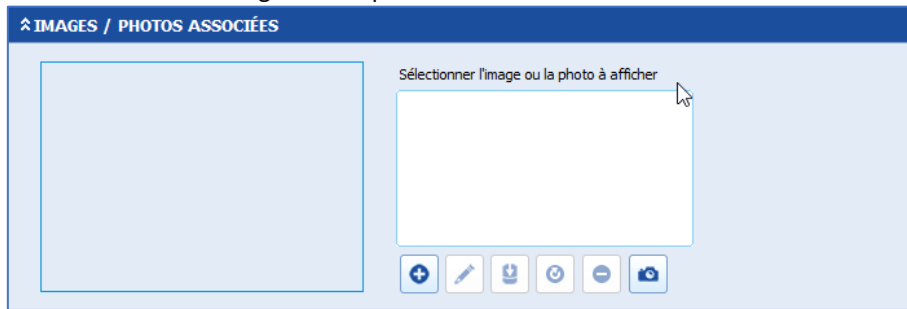 IMAGES / PHOTOS ASSOCIÉES
Sélectionner l'image ou la photo à afficher